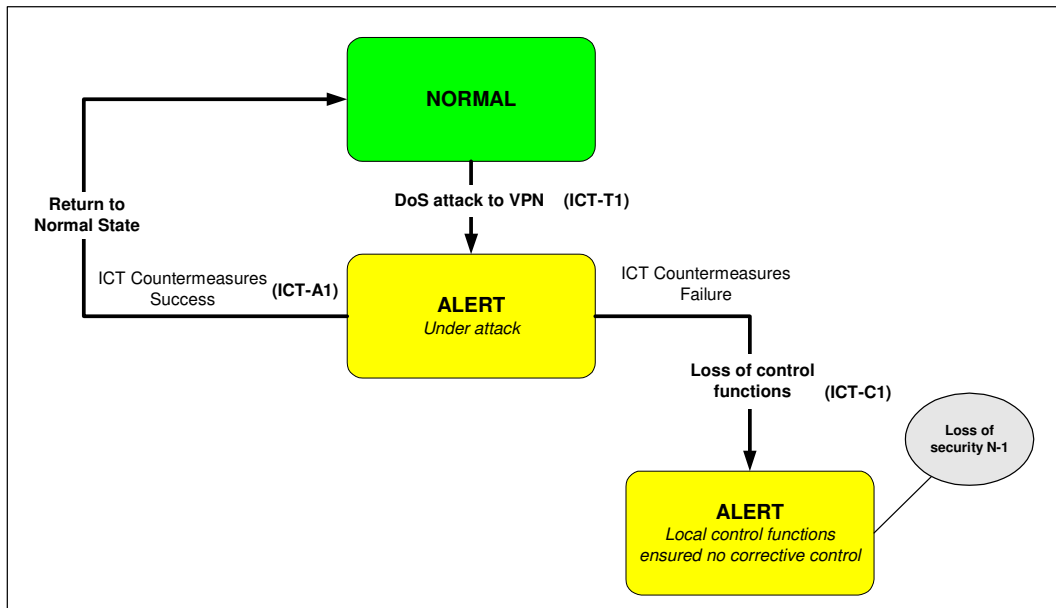 NORMAL
DoS attack to VPN (ICT-T1)
Return to
Normal State
ICT Countermeasures
Success
(ICT-A1)
ALERT
Under attack
ICT Countermeasures
Failure
Loss of control
functions
(ICT-C1)
Loss of
security N-1
ALERT
Local control functions
ensured no corrective control